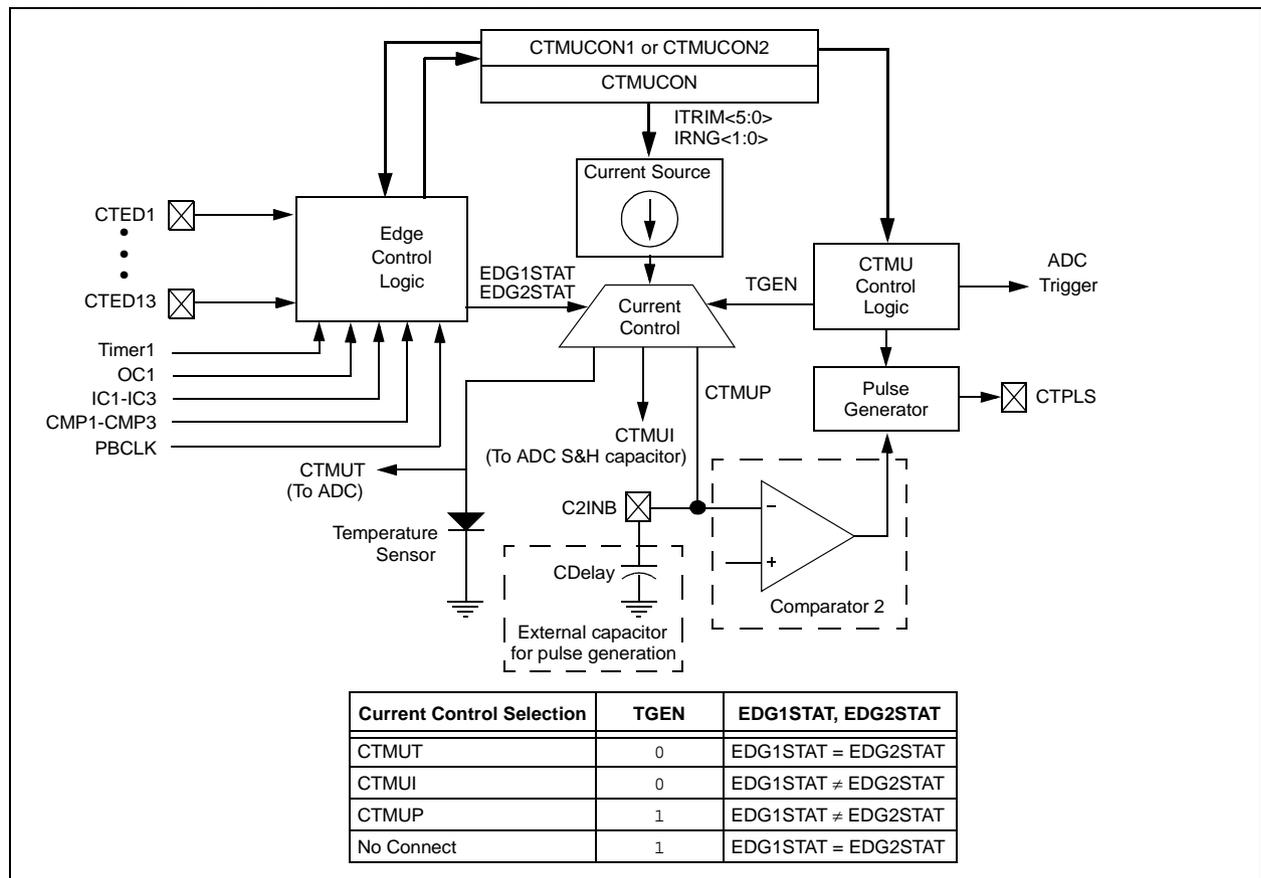 CTMUCON1 or CTMUCON2
CTMUCON
ITRIM<5:0>
IRNG<1:0>
Current Source
CTED1
CTED13
Edge
Control
Logic
EDG1STAT
EDG2STAT
Current
Control
TGEN
CTMU
Control
Logic
ADC
Trigger
Timer1
OC1
IC1-IC3
CMP1-CMP3
PBCLK
Pulse
Generator
CTPLS
CTMUP
CTMUI
(To ADC S&H capacitor)
CTMUT
(To ADC)
C2INB
Temperature
Sensor
CDelay
External capacitor
for pulse generation
−
+
Comparator 2
Current Control Selection TGEN EDG1STAT, EDG2STAT
CTMUT 0 EDG1STAT = EDG2STAT
CTMUI 0 EDG1STAT ≠ EDG2STAT
CTMUP 1 EDG1STAT ≠ EDG2STAT
No Connect 1 EDG1STAT = EDG2STAT